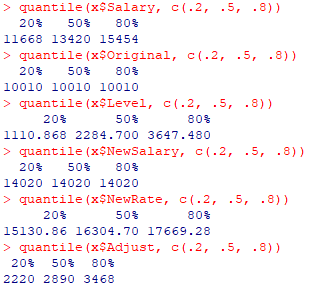 > quantile(x$Salary, c(.2, .5, .8))
20% 50% 80%
11668 13420 15454
> quantile(x$Original, c(.2, .5, .8))
20% 50% 80%
10010 10010 10010
> quantile(x$Level, c(.2, .5, .8))
20% 50% 80%
1110.868 2284.700 3647.480
> quantile(x$NewSalary, c(.2, .5, .8))
20% 50% 80%
14020 14020 14020
> quantile(x$NewRate, c(.2, .5, .8))
20% 50% 80%
15130.86 16304.70 17669.28
> quantile(x$Adjust, c(.2, .5, .8))
20% 50% 80%
2220 2890 3468